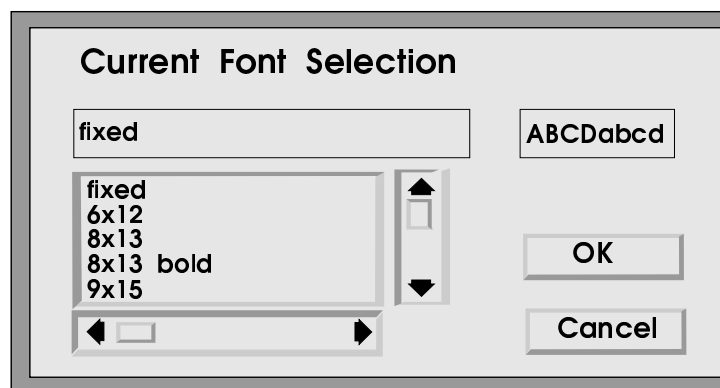 Current Font Selection
fixed
ABCDabcd
fixed
6x12
8x13
8x13 bold
9x15
OK
Cancel